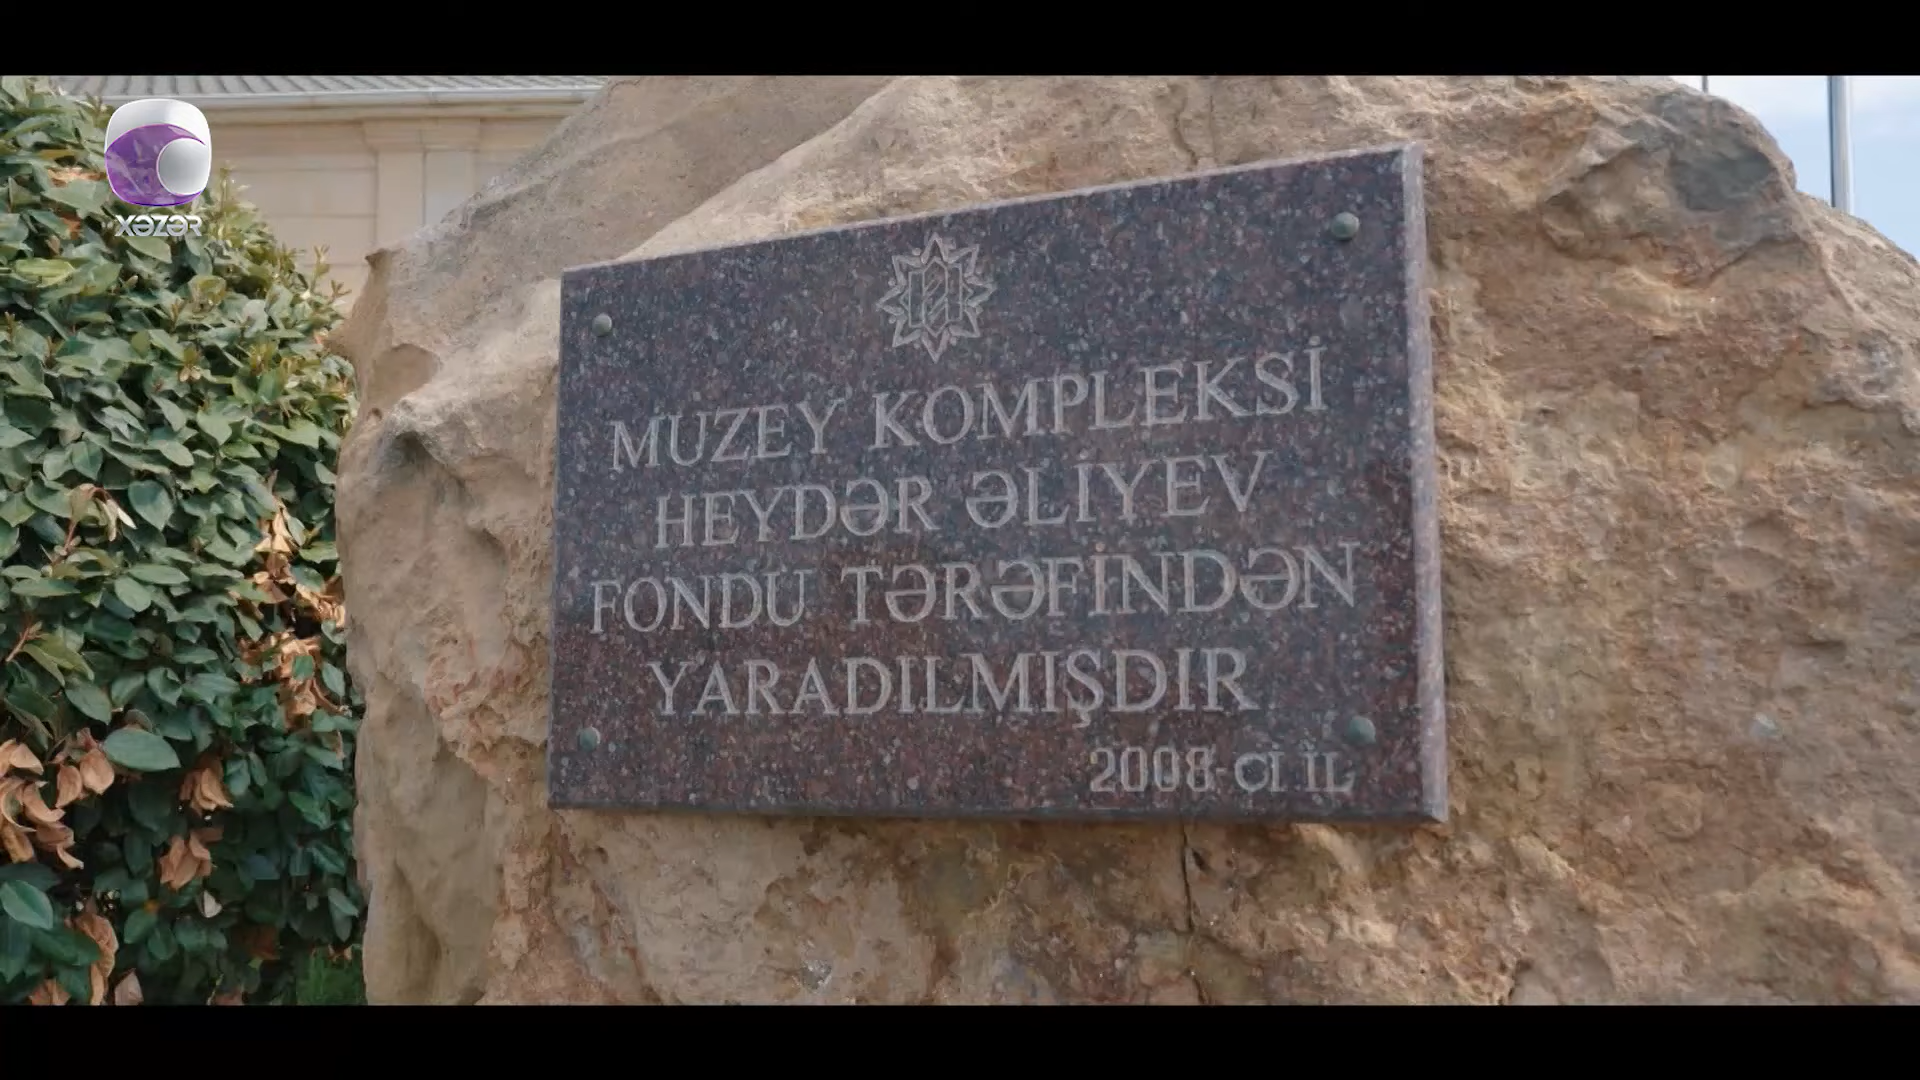 XƏZƏR
MUZEY KOMPLEKSİ
HEYDƏR ƏLİYEV
FONDU TƏRƏFİNDƏN
YARADILMIŞDIR
2008-Cİ İL